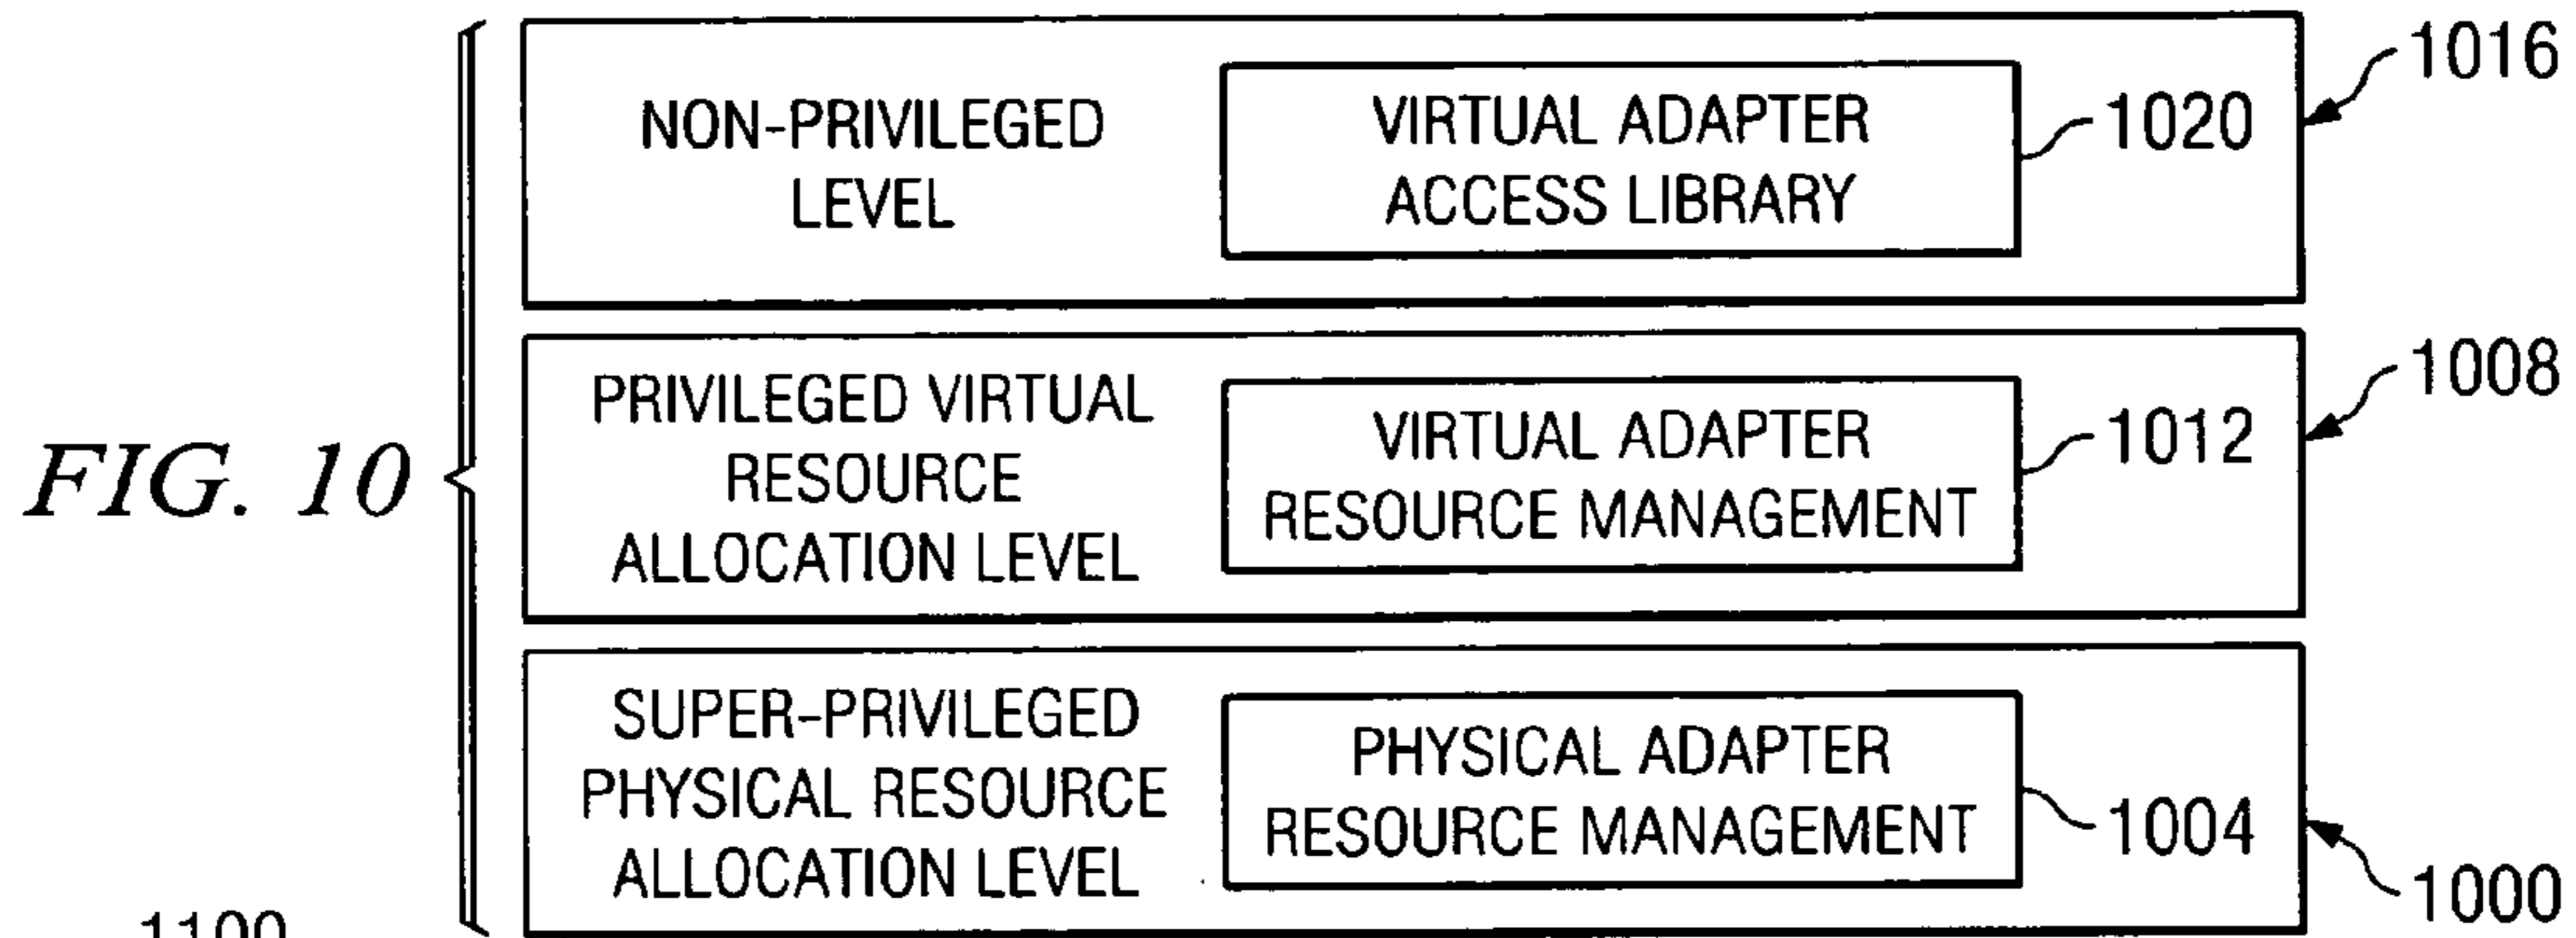 FIG. 10
NON-PRIVILEGED
LEVEL
VIRTUAL ADAPTER
ACCESS LIBRARY
1020
1016
PRIVILEGED VIRTUAL
RESOURCE
ALLOCATION LEVEL
VIRTUAL ADAPTER
RESOURCE MANAGEMENT
1012
1008
SUPER-PRIVILEGED
PHYSICAL RESOURCE
ALLOCATION LEVEL
PHYSICAL ADAPTER
RESOURCE MANAGEMENT
1004
1000
1100